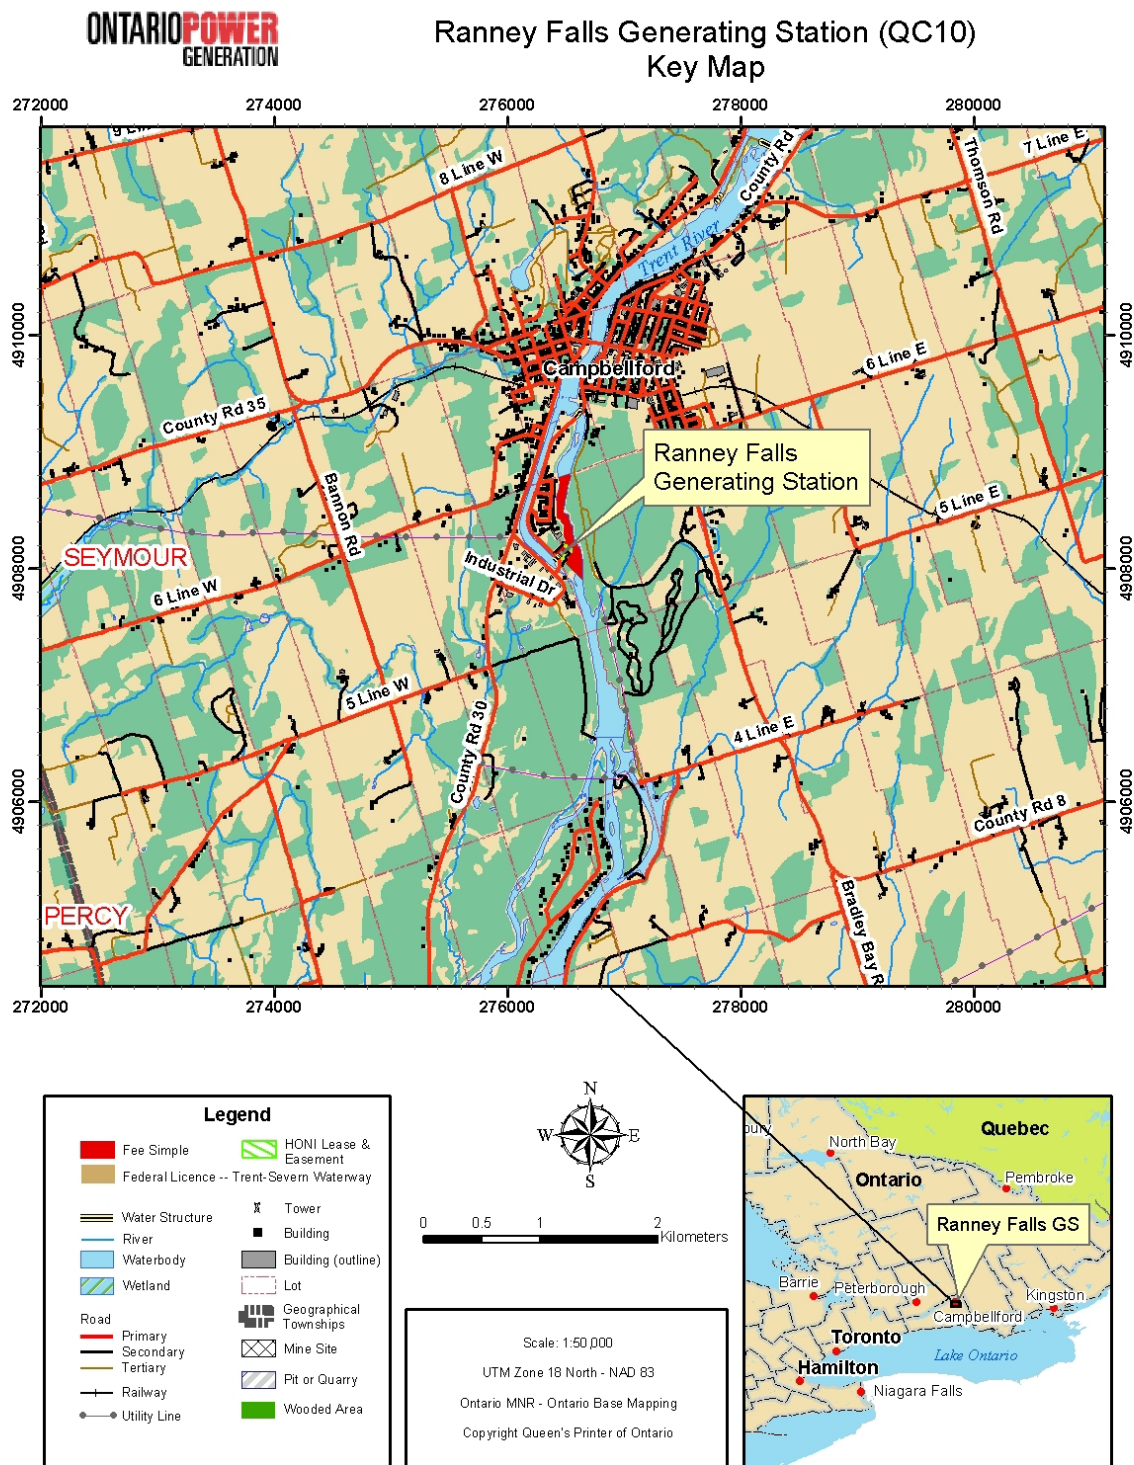 ONTARIOPOWER
GENERATION
Ranney Falls Generating Station (QC10)
Key Map
272000
274000
276000
278000
280000
8 Line W
County Rd
Thomson Rd
7 Line E
Trent River
4910000
4910000
6 Line E
Campbellford
County Rd 35
Ranney Falls
Generating Station
Bannon Rd
5 Line E
SEYMOUR
Industrial Dr
4908000
4908000
6 Line W
5 Line W
County Rd 30
4 Line E
4906000
4906000
County Rd 8
PERCY
Bradley Bay R
272000
274000
276000
278000
280000
Legend
Fee Simple
HONI Lease &
Easement
Federal Licence -- Trent-Severn Waterway
Water Structure
River
Waterbody
Wetland
Road
Primary
Secondary
Tertiary
Railway
Utility Line
Tower
Building
Building (outline)
Lot
Geographical
Townships
Mine Site
Pit or Quarry
Wooded Area
N
W
E
S
0
0.5
1
2
Kilometers
Scale: 1:50,000
UTM Zone 18 North - NAD 83
Ontario MNR - Ontario Base Mapping
Copyright Queen's Printer of Ontario
bury
North Bay
Quebec
Ontario
Pembroke
Ranney Falls GS
Barrie
Peterborough
Kingston
Campbellford
Toronto
Lake Ontario
Hamilton
Niagara Falls